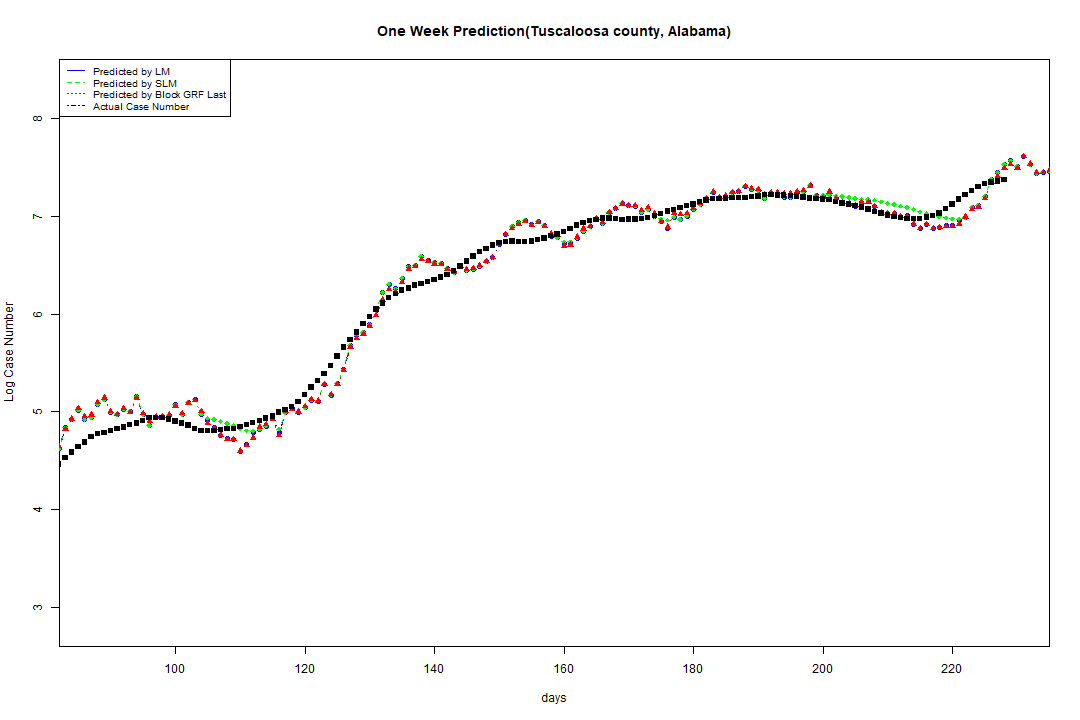 One Week Prediction(Tuscaloosa county, Alabama)
Predicted by LM
Predicted by SLM
Predicted by Block GRF Last
Actual Case Number
8
7
6
5
4
3
Log Case Number
100 120 140 160 180 200 220
days